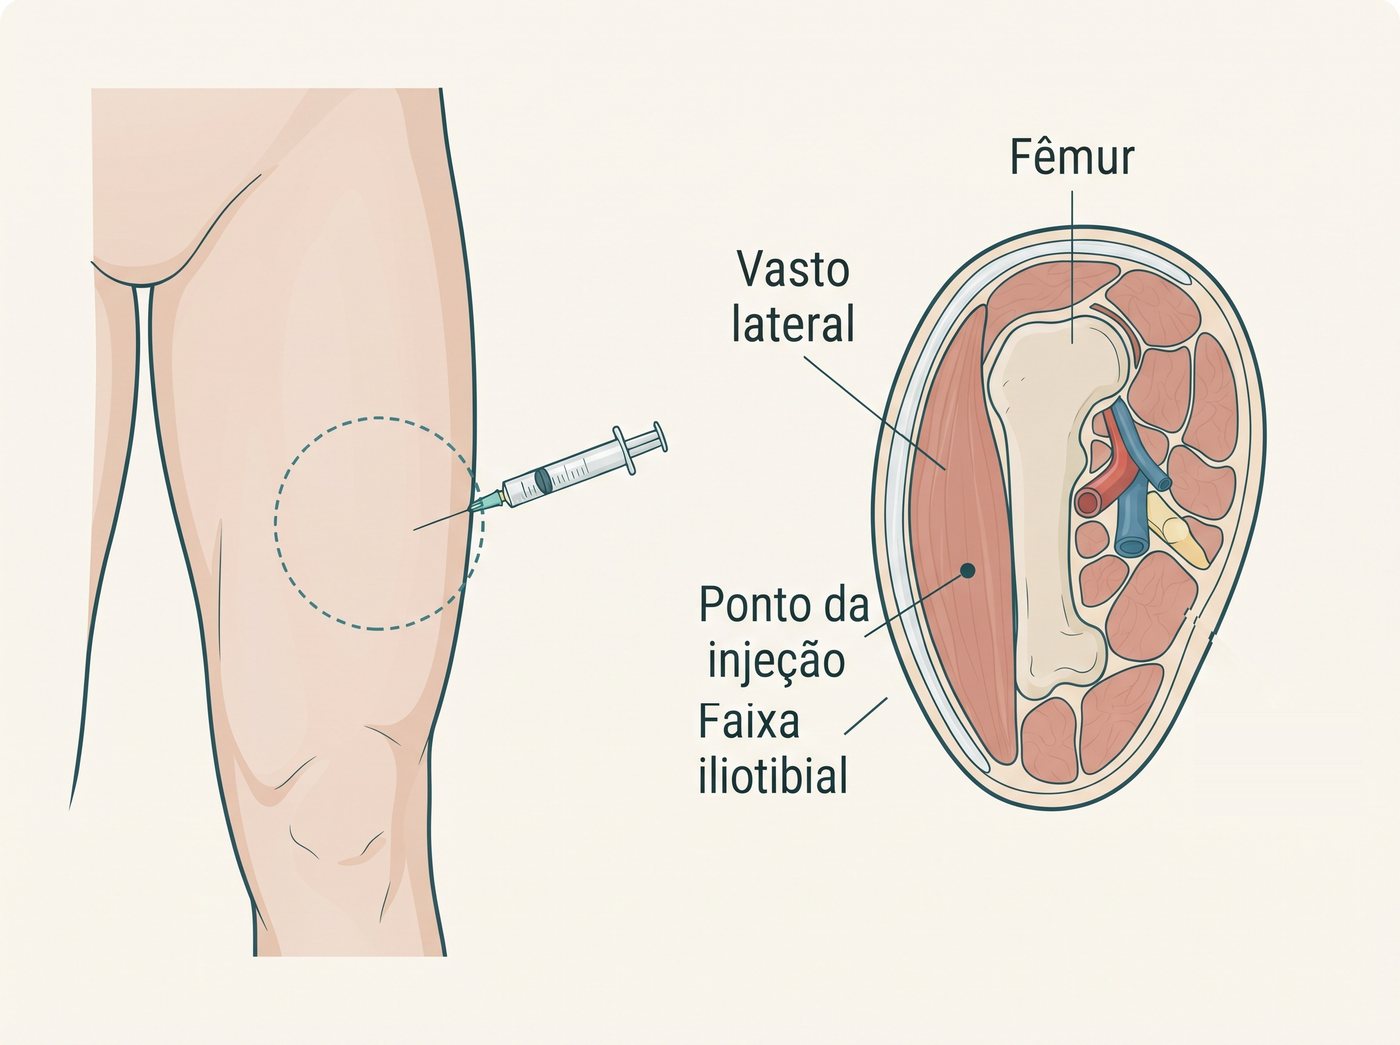 Fêmur
Vasto
lateral
Ponto da
injeção
Faixa
iliotibial